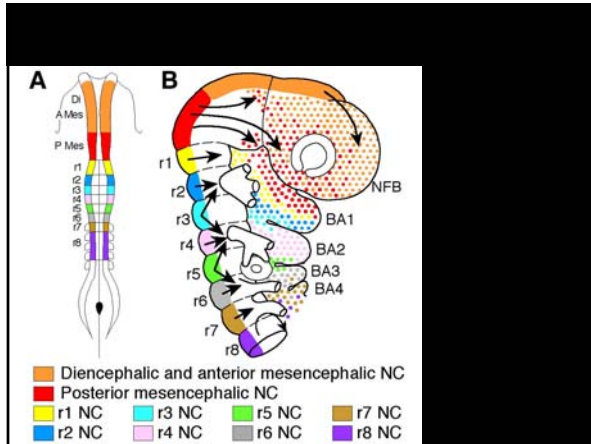 A
B
Di
A Mes
P Mes
r1
r2
r3
r4
r5
r6
r7
r8
r1
r2
r3
r4
r5
r6
r7
r8
NFB
BA1
BA2
BA3
BA4
Diencephalic and anterior mesencephalic NC
Posterior mesencephalic NC
r1 NC r3 NC r5 NC r7 NC
r2 NC r4 NC r6 NC r8 NC